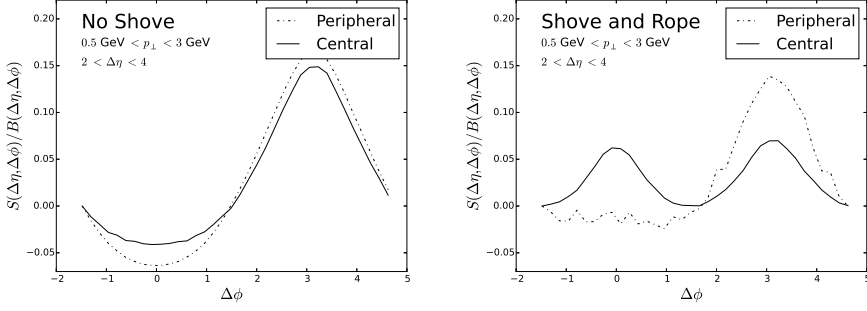 No Shove
0.5 GeV < p⊥ < 3 GeV
2 < Δη < 4
Peripheral
Central
0.20
0.15
0.10
0.05
0.00
−0.05
S(Δη,Δφ)/B(Δη,Δφ)
−2 −1 0 1 2 3 4 5
Δφ
Shove and Rope
0.5 GeV < p⊥ < 3 GeV
2 < Δη < 4
Peripheral
Central
0.20
0.15
0.10
0.05
0.00
−0.05
S(Δη,Δφ)/B(Δη,Δφ)
−2 −1 0 1 2 3 4 5
Δφ